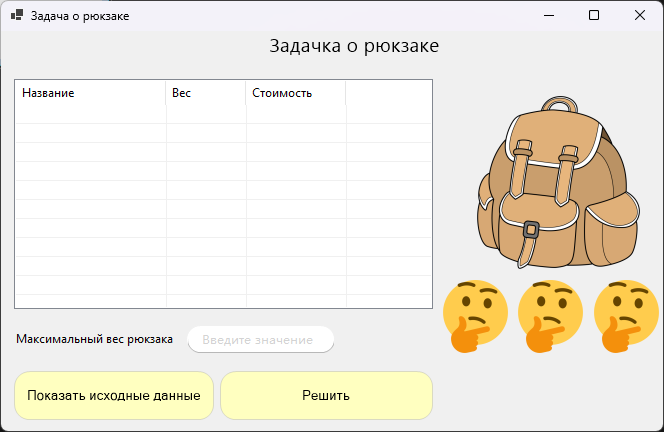 Задача о рюкзаке
Задачка о рюкзаке
Название Вес Стоимость
Максимальный вес рюкзака Введите значение
Показать исходные данные Решить